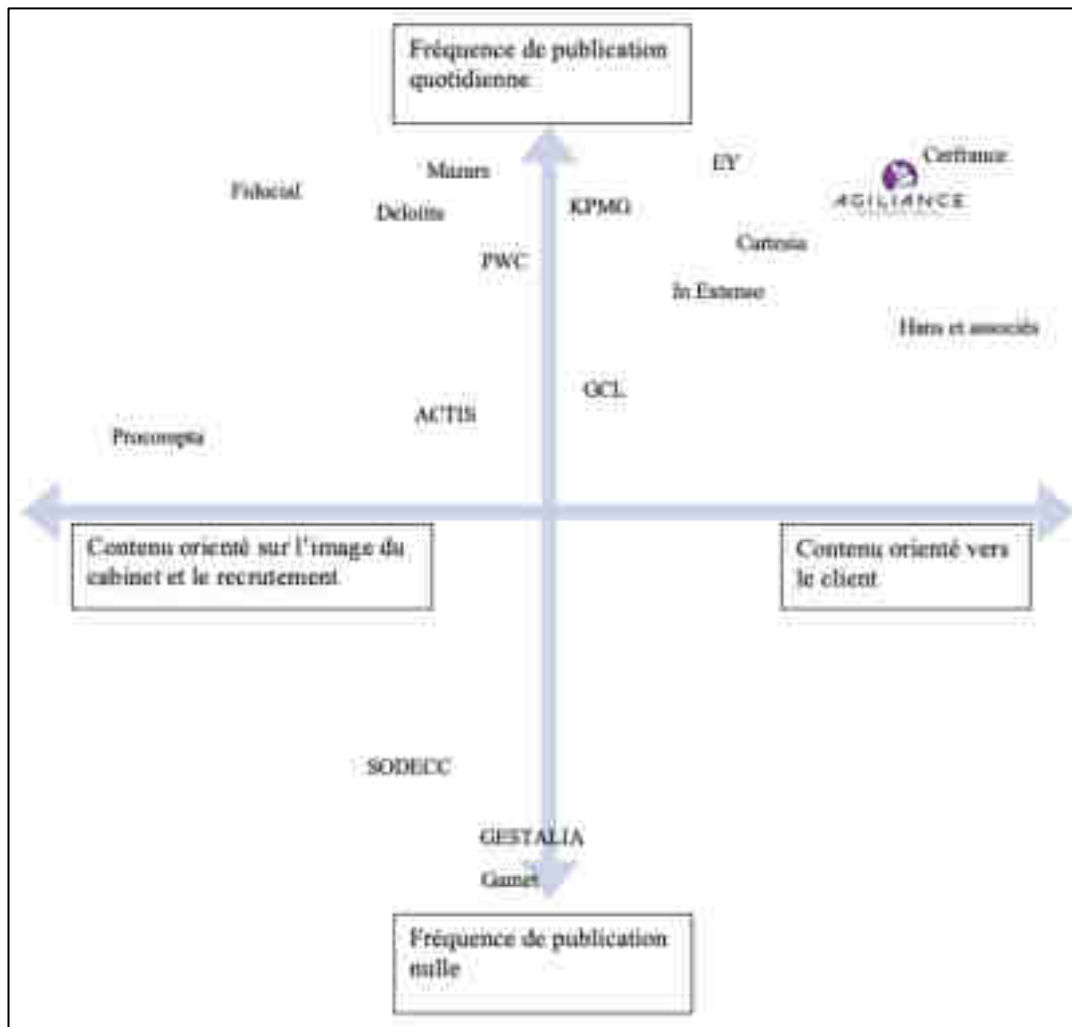 Fréquence de publication
quotidienne
EY
Cerfrance
Mazars
Fiducial
AGILIANCE
KPMG
Deloitte
Cartesia
PWC
In Extenso
Hans et associés
GCL
ACTIS
Procompta
Contenu orienté sur l'image du
cabinet et le recrutement
Contenu orienté vers
le client
SODECC
GESTALIA
Fréquence de publication
nulle